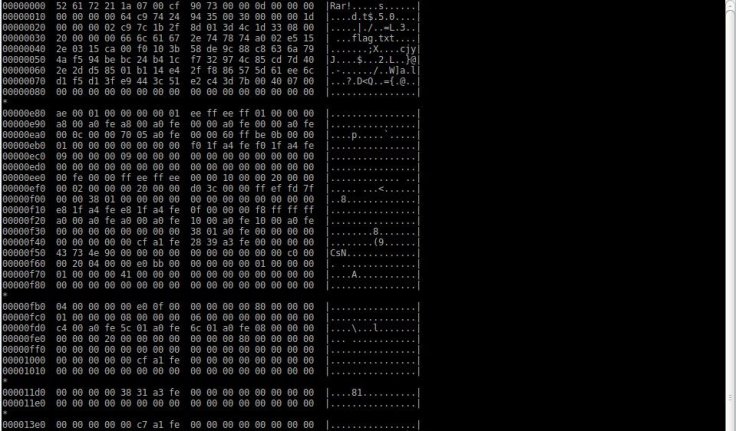 00000000  52 61 72 21 1a 07 00 cf  90 73 00 00 0d 00 00 00  |Rar!.....s......|
00000010  00 00 00 00 64 c9 74 24  94 35 00 30 00 00 00 1d  |....d.t$.5.0....|
00000020  00 00 00 02 c9 7c 1b 2f  8d 01 3d 4c 1d 33 08 00  |.....|./..=L.3..|
00000030  20 00 00 00 66 6c 61 67  2e 74 78 74 a0 02 e5 15  | ...flag.txt....|
00000040  2e 03 15 ca 00 f0 10 3b  58 de 9c 88 c8 63 6a 79  |.......;X....cjy|
00000050  4a f5 94 be bc 24 b4 1c  f7 32 97 4c 85 cd 7d 40  |J....$...2.L..}@|
00000060  2e 2d d5 85 01 b1 14 e4  2f f8 86 57 5d 61 ee 6c  |.-....../..W]a.l|
00000070  d1 f5 d1 3f e9 44 3c 51  e2 c4 3d 7b 00 40 07 00  |...?.D<Q..={.@..|
00000080  00 00 00 00 00 00 00 00  00 00 00 00 00 00 00 00  |................|
*
00000e80  ae 00 01 00 00 00 00 01  ee ff ee ff 01 00 00 00  |................|
00000e90  a8 00 a0 fe a8 00 a0 fe  00 00 a0 fe 00 00 a0 fe  |................|
00000ea0  00 0c 00 00 70 05 a0 fe  00 00 60 ff be 0b 00 00  |....p.....`.....|
00000eb0  01 00 00 00 00 00 00 00  f0 1f a4 fe f0 1f a4 fe  |................|
00000ec0  09 00 00 00 09 00 00 00  00 00 00 00 00 00 00 00  |................|
00000ed0  00 00 00 00 00 00 00 00  00 00 00 00 00 00 00 00  |................|
00000ee0  00 fe 00 00 ff ee ff ee  00 00 10 00 00 20 00 00  |............. ..|
00000ef0  00 02 00 00 00 20 00 00  d3 3c 00 00 ff ef fd 7f  |..... ...<......|
00000f00  00 00 38 01 00 00 00 00  00 00 00 00 00 00 00 00  |..8.............|
00000f10  e8 1f a4 fe e8 1f a4 fe  0f 00 00 00 f8 ff ff ff  |................|
00000f20  a0 00 a0 fe a0 00 a0 fe  10 00 a0 fe 10 00 a0 fe  |................|
00000f30  00 00 00 00 00 00 00 00  38 01 a0 fe 00 00 00 00  |........8.......|
00000f40  00 00 00 00 00 cf a1 fe  28 39 a3 fe 00 00 00 00  |........(9......|
00000f50  43 73 4e 90 00 00 00 00  00 00 00 00 00 00 c0 00  |CsN.............|
00000f60  00 20 04 00 00 e0 bb 00  00 00 00 00 01 00 00 00  |. ..............|
00000f70  01 00 00 00 41 00 00 00  00 00 00 00 00 00 00 00  |....A...........|
00000f80  00 00 00 00 00 00 00 00  00 00 00 00 00 00 00 00  |................|
*
00000fb0  04 00 00 00 00 e0 0f 00  00 00 00 00 80 00 00 00  |................|
00000fc0  01 00 00 00 08 00 00 00  06 00 00 00 00 00 00 00  |................|
00000fd0  c4 00 a0 fe 5c 01 a0 fe  6c 01 a0 fe 08 00 00 00  |....\...l.......|
00000fe0  00 00 00 20 00 00 00 00  00 00 00 00 80 00 00 00  |... ............|
00000ff0  00 00 00 00 00 00 00 00  00 00 00 00 00 00 00 00  |................|
00001000  00 00 00 00 00 cf a1 fe  00 00 00 00 00 00 00 00  |................|
00001010  00 00 00 00 00 00 00 00  00 00 00 00 00 00 00 00  |................|
*
000011d0  00 00 00 00 38 31 a3 fe  00 00 00 00 00 00 00 00  |....81..........|
000011e0  00 00 00 00 00 00 00 00  00 00 00 00 00 00 00 00  |................|
*
000013e0  00 00 00 00 00 c7 a1 fe  00 00 00 00 00 00 00 00  |................|